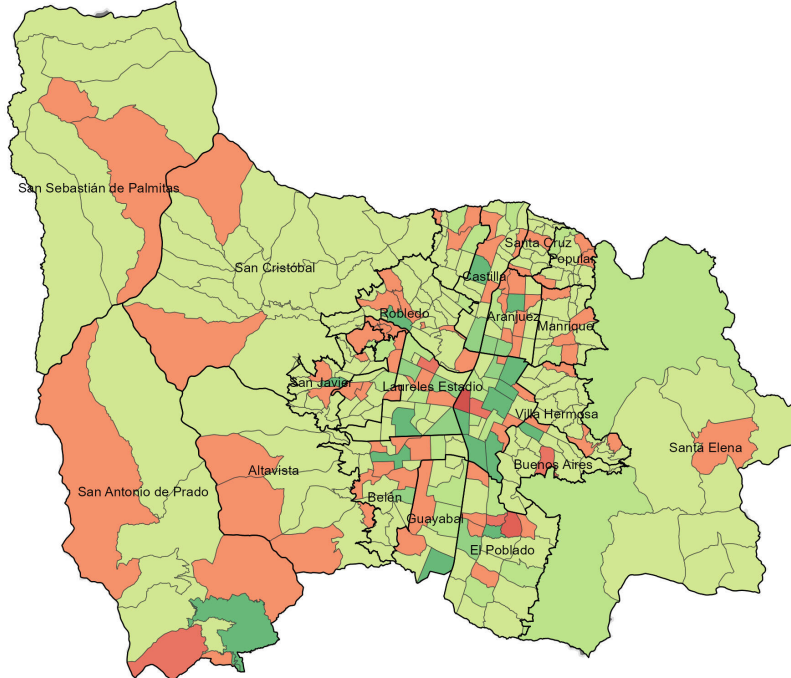 San Sebastián de Palmitas
San Cristóbal
Santa Cruz
Popular
Castilla
Robledo
Aranjuez
Manrique
San Javier
Laureles Estadio
Villa Hermosa
Santa Elena
Altavista
Buenos Aires
San Antonio de Prado
Belén
Guayabal
El Poblado